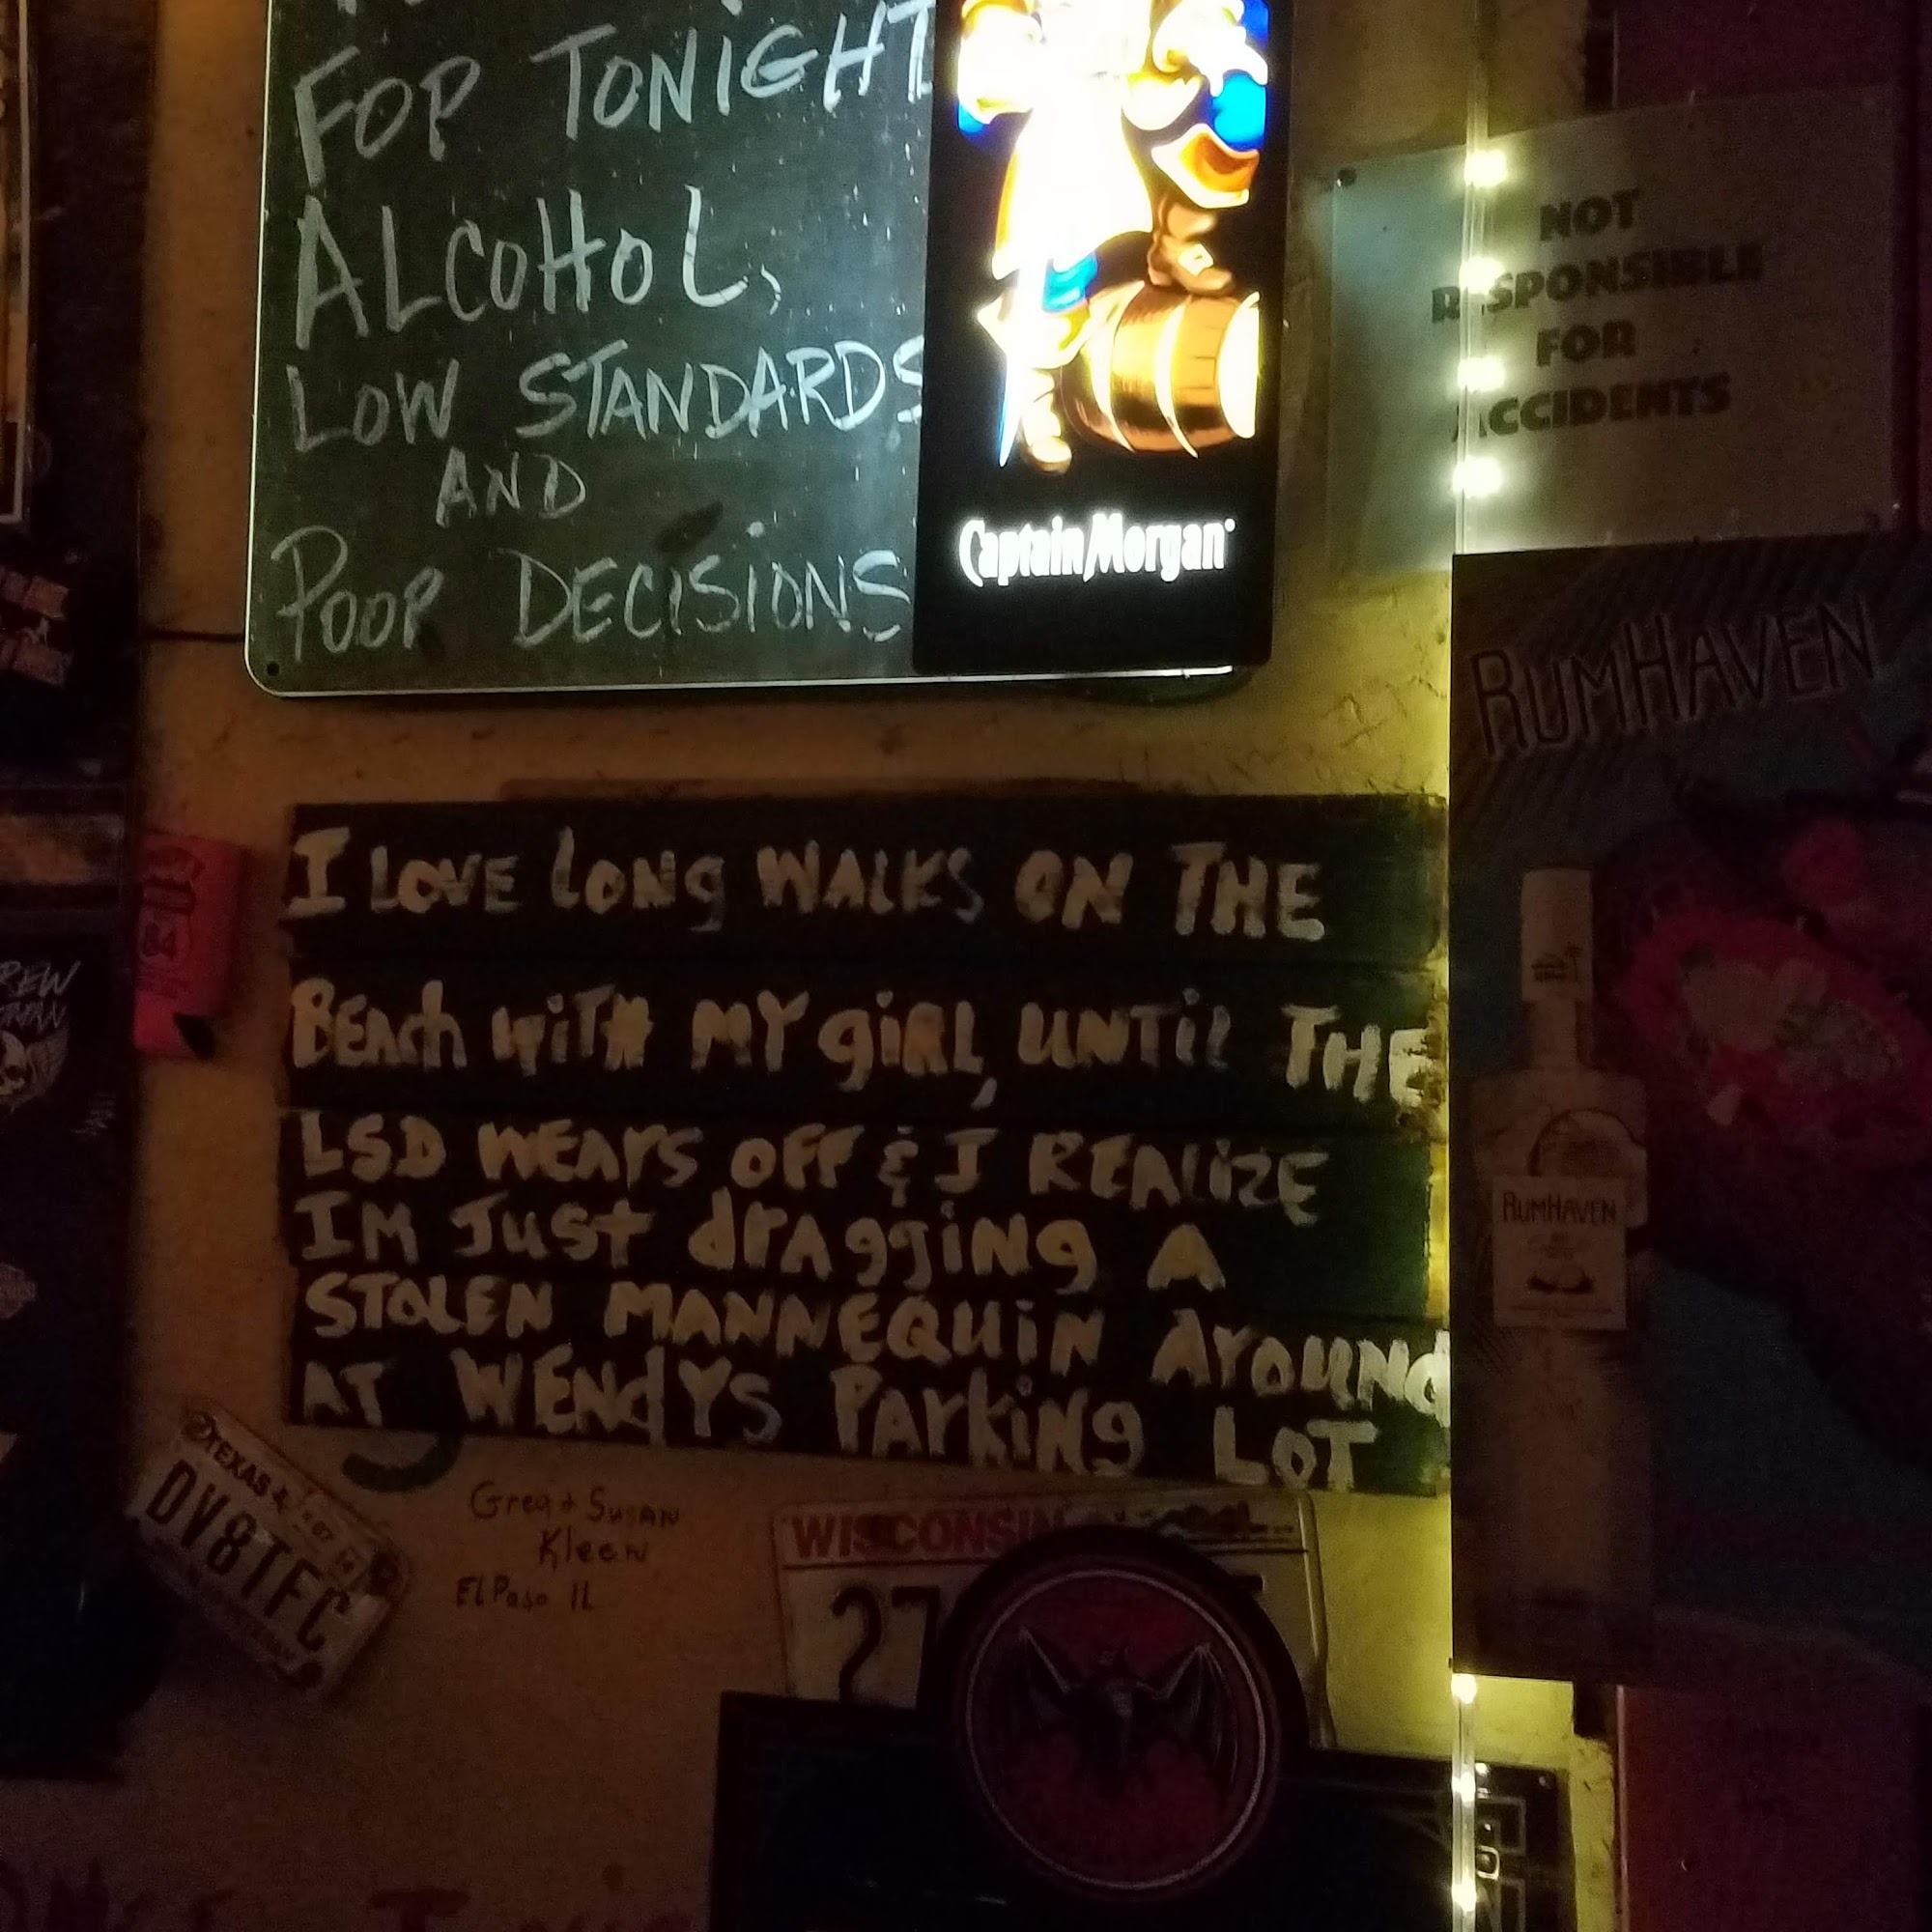 FOR TONIGHT
ALCOHOL,
LOW STANDARDS
AND
POOR DECISIONS
Captain Morgan
NOT
RESPONSIBLE
FOR
ACCIDENTS
RUMHAVEN
I LOVE LONG WALKS ON THE
BEACH WITH MY GIRL, UNTIL THE
LSD WEARS OFF & I REALIZE
IM JUST DRAGGING A
STOLEN MANNEQUIN AROUND
AT WENDYS PARKING LOT
RUMHAVEN
TEXAS
DV8TFC
Greg + Susan
Kleen
El Paso IL
WISCONSIN
27